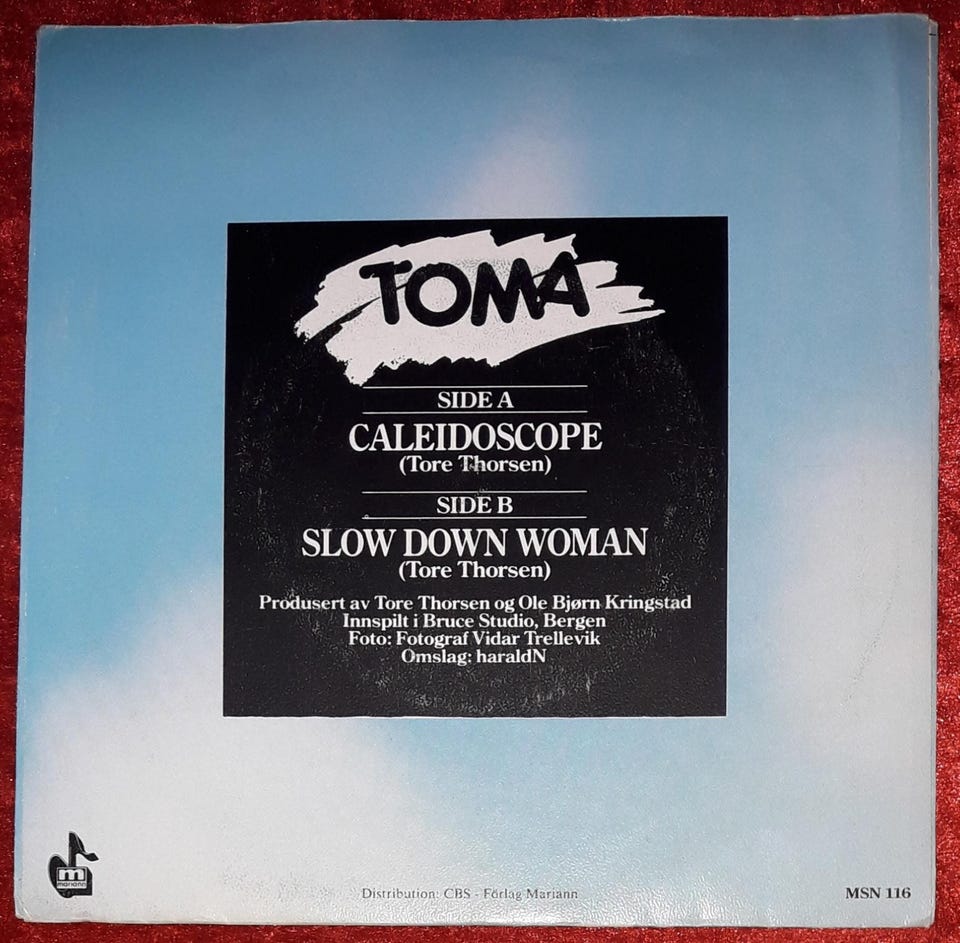 TOMA
SIDE A
CALEIDOSCOPE
(Tore Thorsen)
SIDE B
SLOW DOWN WOMAN
(Tore Thorsen)
Produsert av Tore Thorsen og Ole Bjørn Kringstad
Innspilt i Bruce Studio, Bergen
Foto: Fotograf Vidar Trellevik
Omslag: haraldN
m
mariann
Distribution: CBS - Förlag Mariann
MSN 116